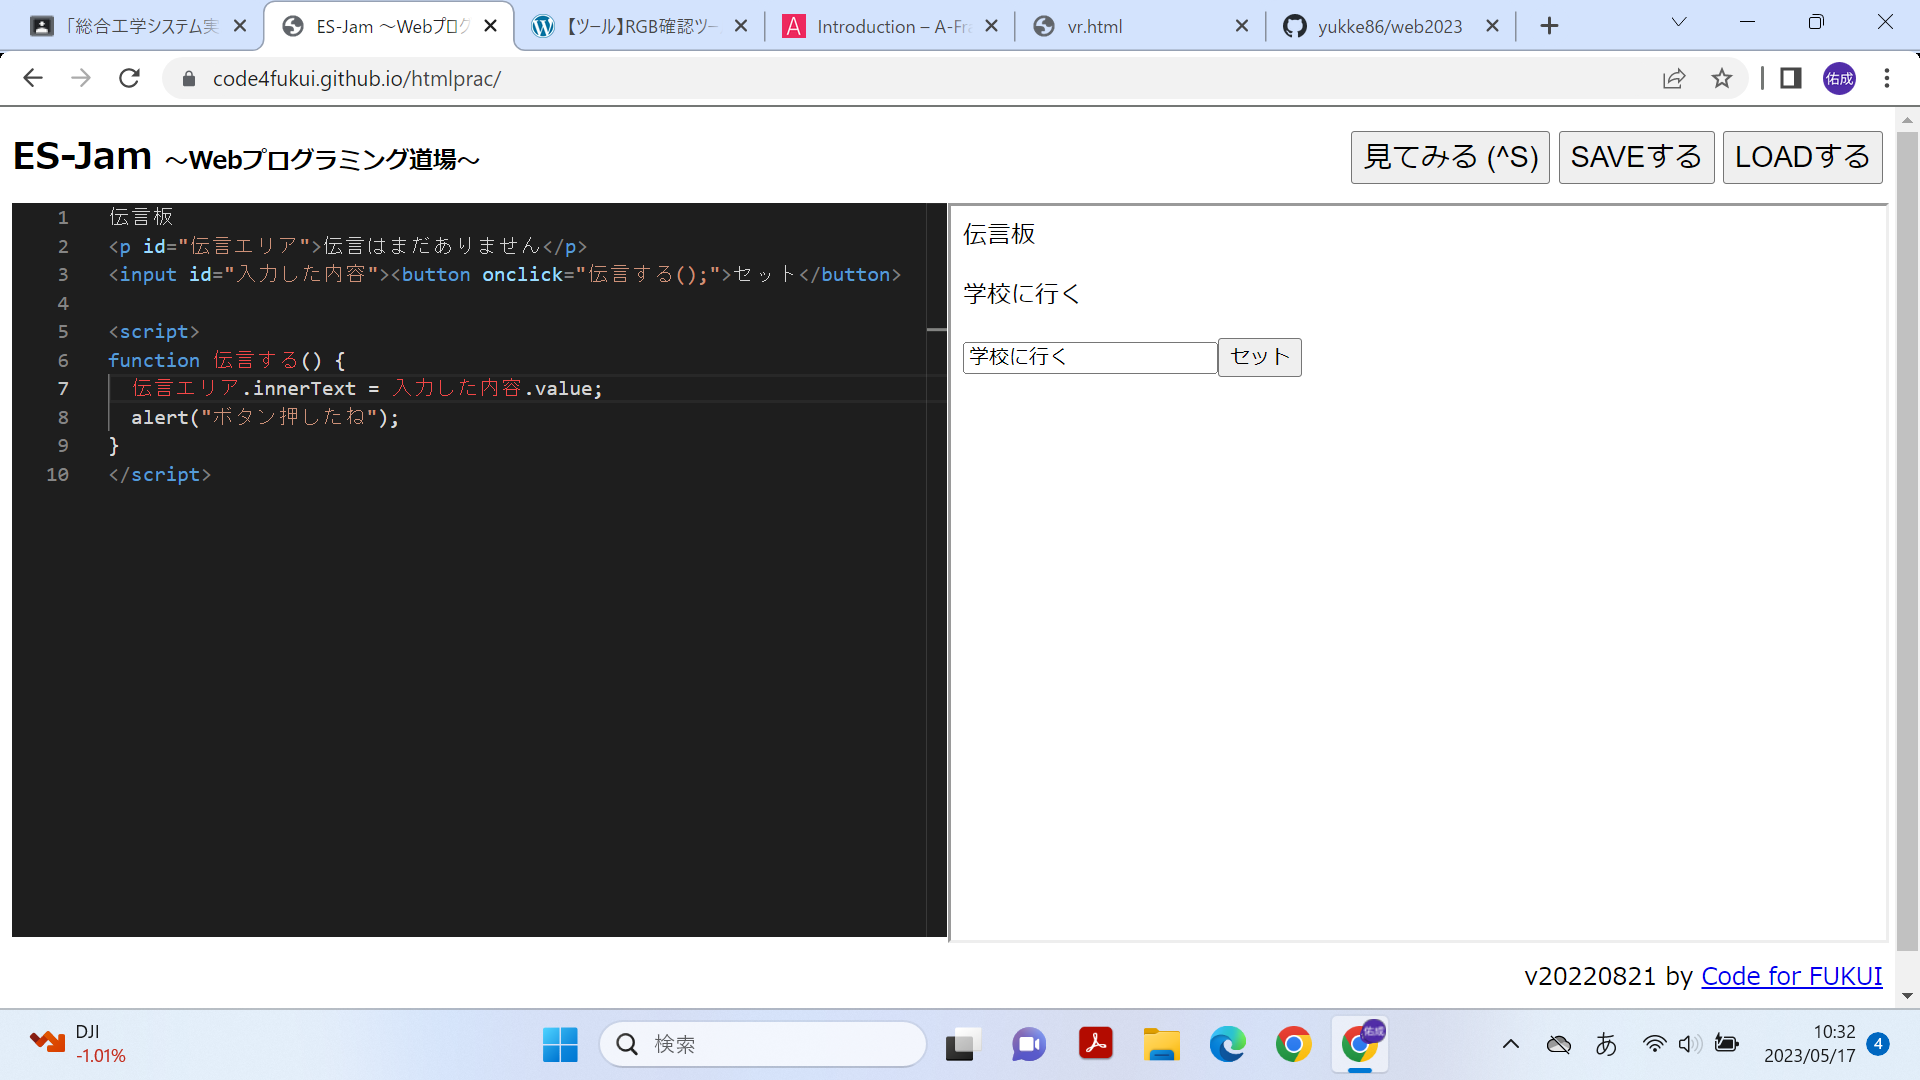 「総合工学システム実
ES-Jam ～Webプログ
【ツール】RGB確認ツー
Introduction – A-Fra
vr.html
yukke86/web2023
code4fukui.github.io/htmlprac/
佑成
ES-Jam ～Webプログラミング道場～
見てみる (^S)
SAVEする
LOADする
1 伝言板
2 <p id="伝言エリア">伝言はまだありません</p>
3 <input id="入力した内容"><button onclick="伝言する();">セット</button>
4
5 <script>
6 function 伝言する() {
7 伝言エリア.innerText = 入力した内容.value;
8 alert("ボタン押したね");
9 }
10 </script>
伝言板
学校に行く
学校に行く
セット
v20220821 by Code for FUKUI
DJI
-1.01%
検索
佑成
あ
10:32
2023/05/17
4